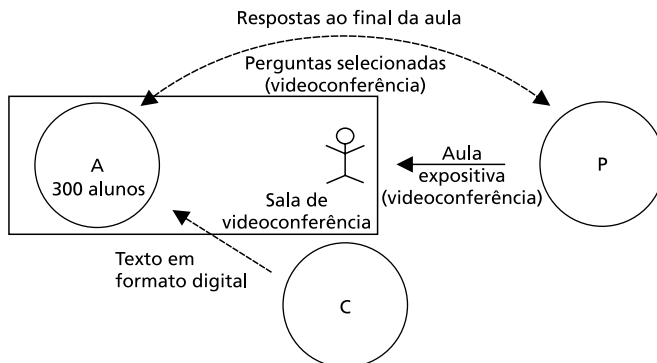 Respostas ao final da aula
Perguntas selecionadas
(videoconferência)
A
300 alunos
Sala de
videoconferência
Aula
expositiva
(videoconferência)
P
Texto em
formato digital
C